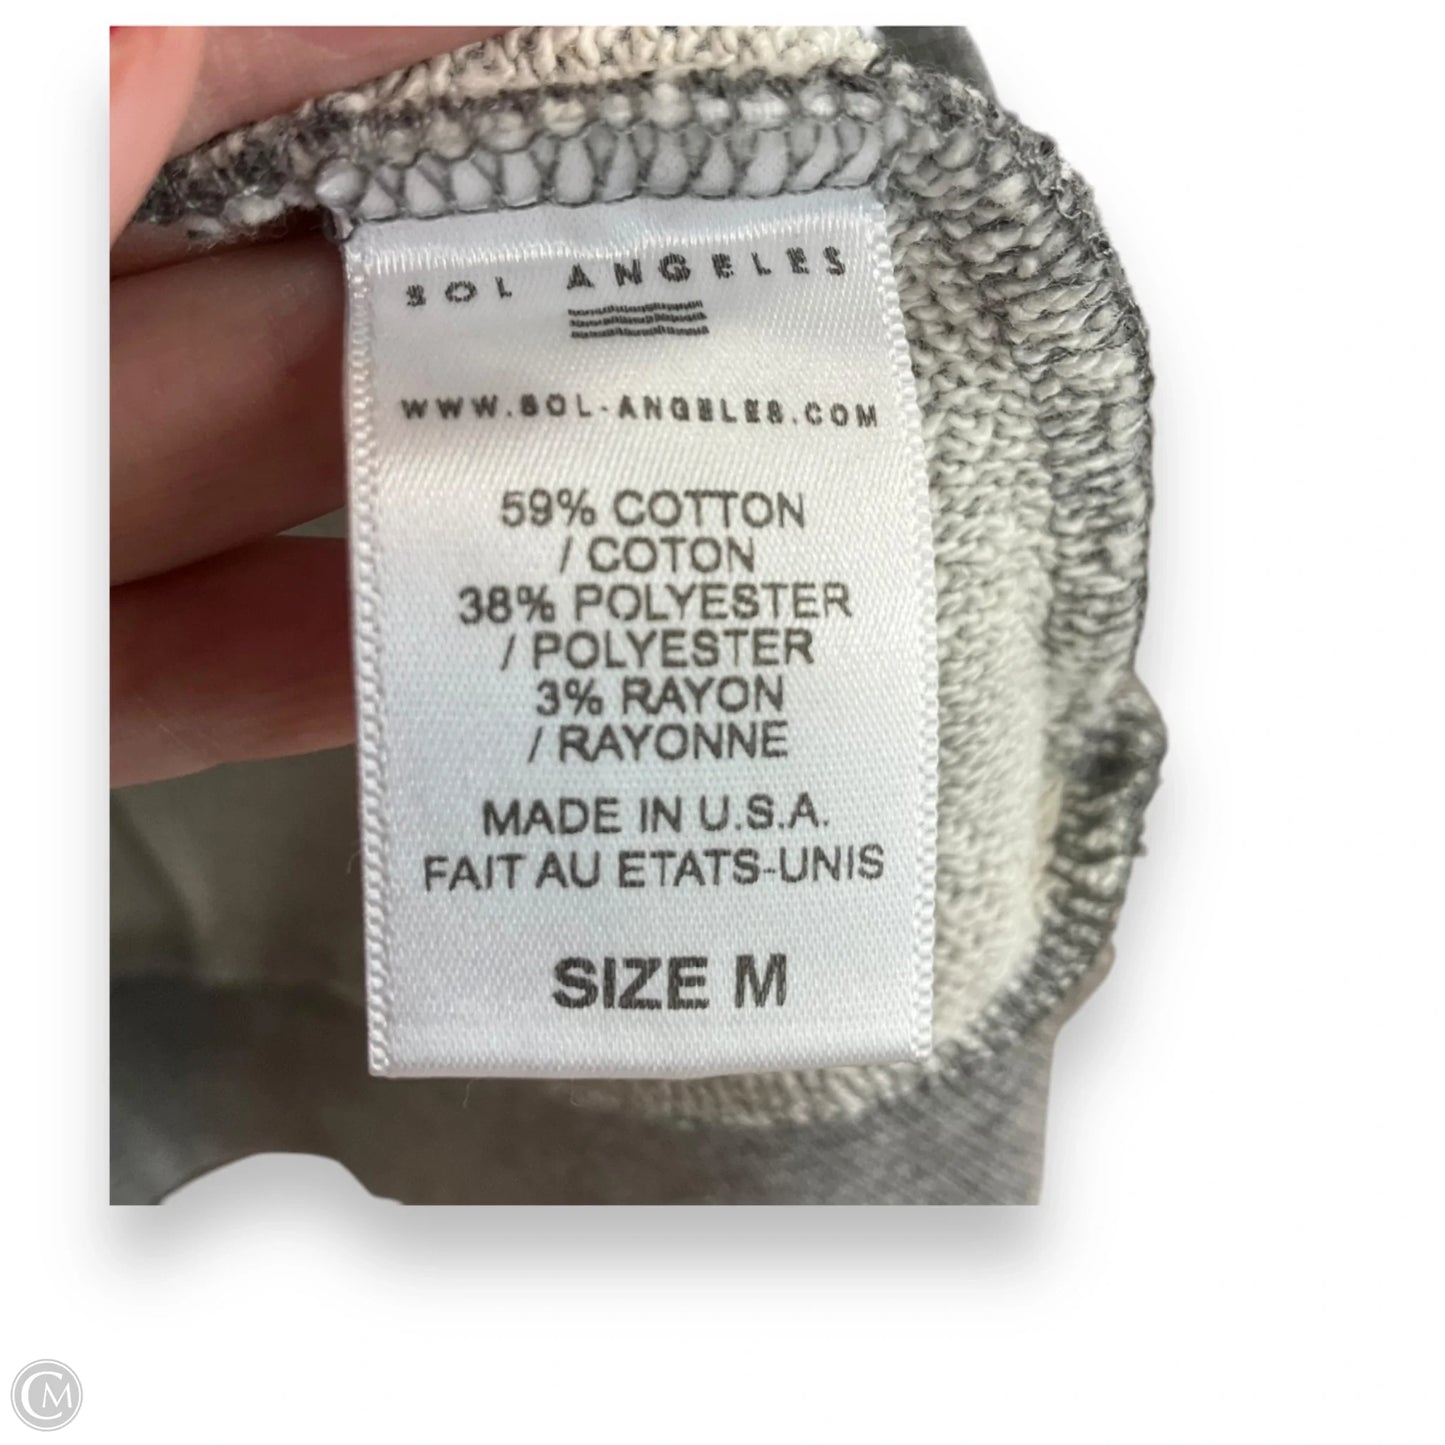 SOL ANGELES
WWW.SOL-ANGELES.COM
59% COTTON
/ COTON
38% POLYESTER
/ POLYESTER
3% RAYON
/ RAYONNE
MADE IN U.S.A.
FAIT AU ETATS-UNIS
SIZE M
CM